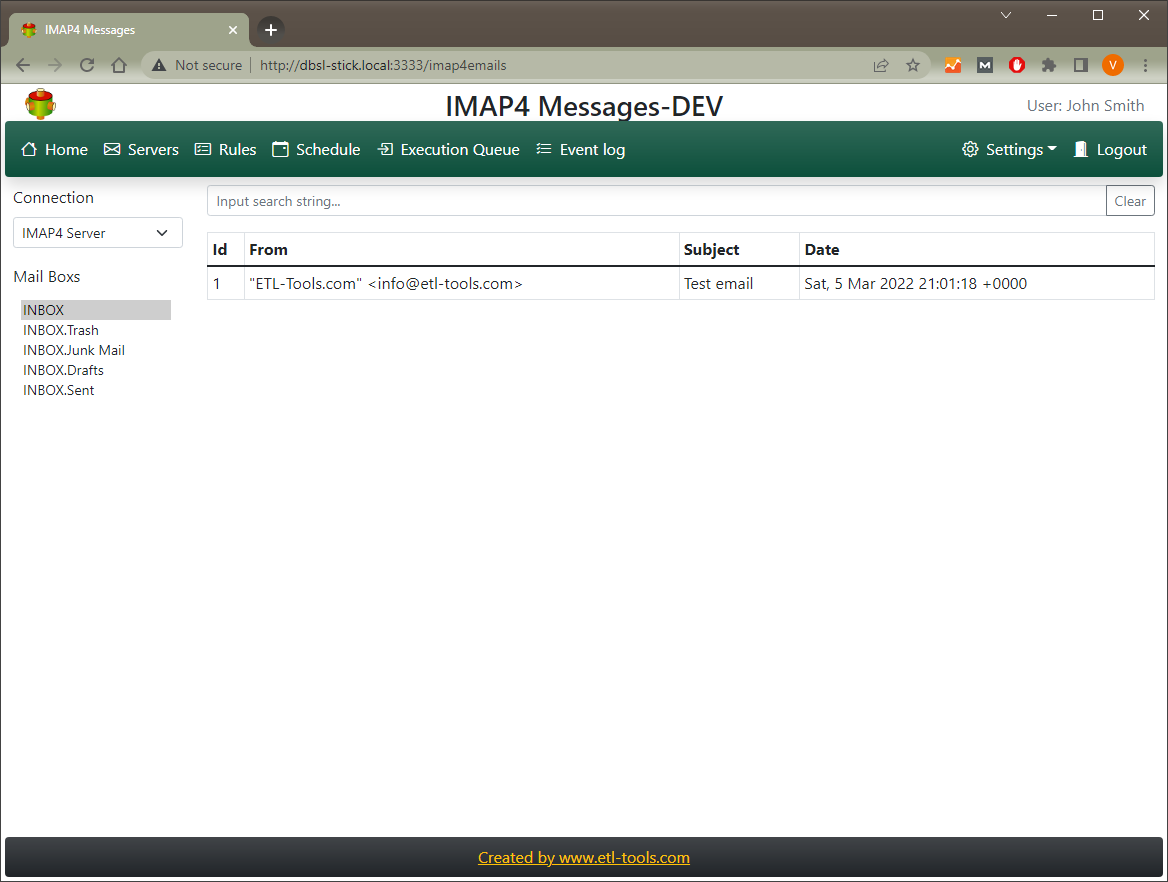 IMAP4 Messages
Not secure http://dbsl-stick.local:3333/imap4emails
M
V
IMAP4 Messages-DEV
User: John Smith
Home Servers Rules Schedule Execution Queue Event log Settings Logout
Connection
Input search string... Clear
IMAP4 Server
Id From Subject Date
1 "ETL-Tools.com" <info@etl-tools.com> Test email Sat, 5 Mar 2022 21:01:18 +0000
Mail Boxs
INBOX
INBOX.Trash
INBOX.Junk Mail
INBOX.Drafts
INBOX.Sent
Created by www.etl-tools.com